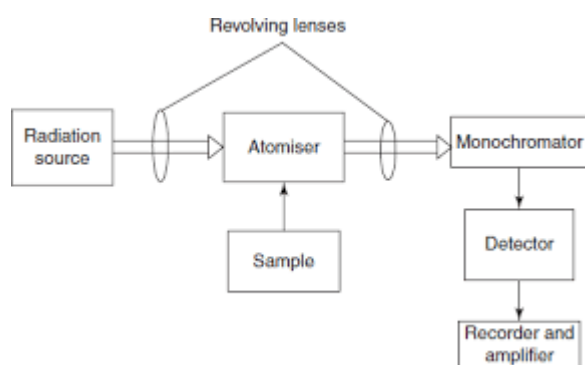 Revolving lenses
Radiation
source
Atomiser
Monochromator
Sample
Detector
Recorder and
amplifier